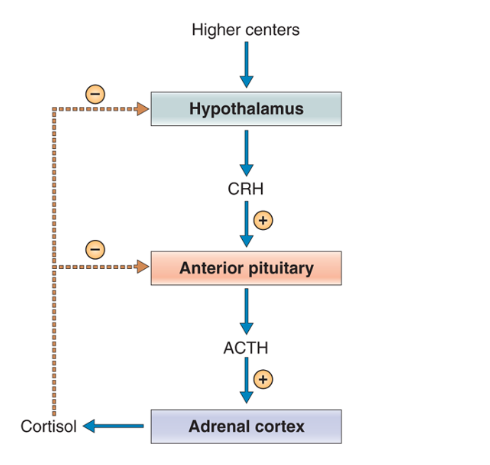 Higher centers
−
Hypothalamus
CRH
+
−
Anterior pituitary
ACTH
+
Cortisol
Adrenal cortex